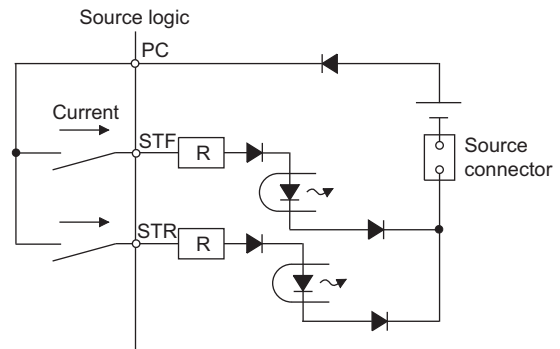 Source logic
PC
Current
STF
R
Source
connector
STR
R